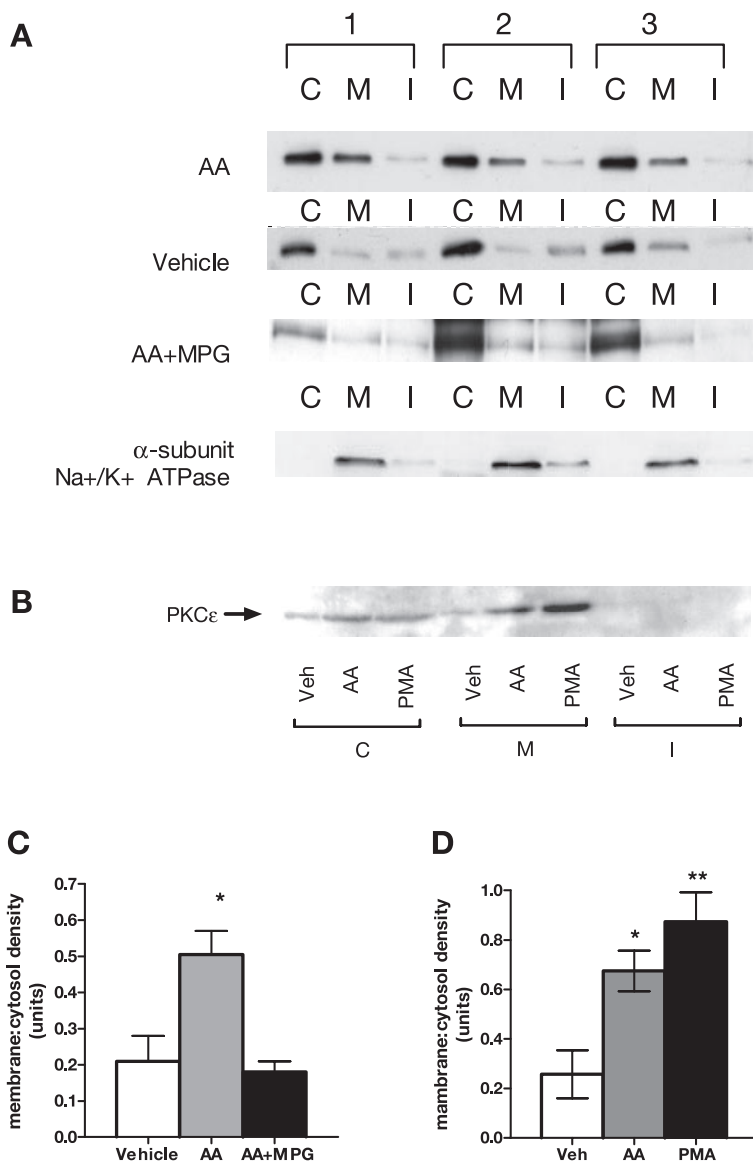 A
1 2 3
C M I C M I C M I
AA
C M I C M I C M I
Vehicle
C M I C M I C M I
AA+MPG
C M I C M I C M I
α-subunit
Na+/K+ ATPase
B
PKCε
Veh AA PMA Veh AA PMA Veh AA PMA
C M I
C
membrane:cytosol density
(units)
0.7
0.6
0.5
0.4
0.3
0.2
0.1
0.0
*
Vehicle AA AA+MPG
D
mambrane:cytosol density
(units)
1.0
0.8
0.6
0.4
0.2
0.0
*
**
Veh AA PMA